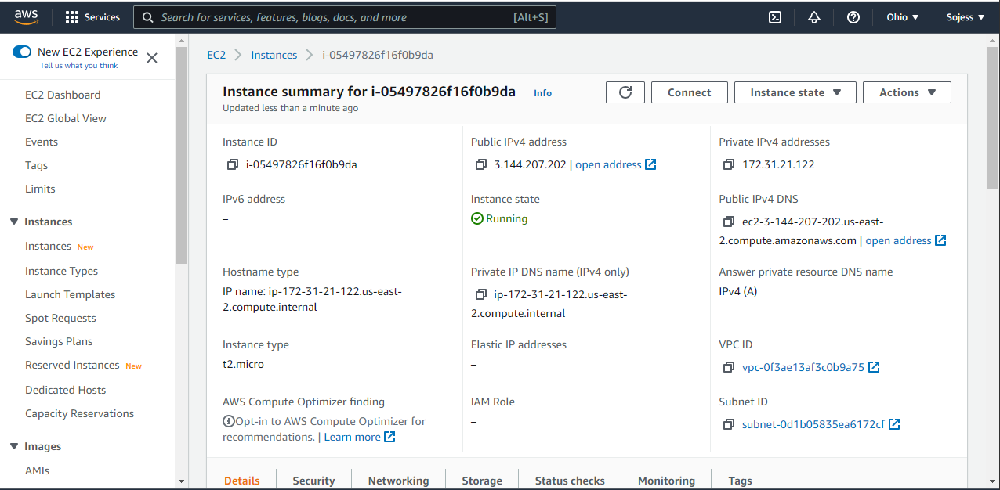 aws
Services
Search for services, features, blogs, docs, and more
[Alt+S]
Ohio
Sojess
New EC2 Experience
Tell us what you think
EC2 Dashboard
EC2 Global View
Events
Tags
Limits
Instances
Instances New
Instance Types
Launch Templates
Spot Requests
Savings Plans
Reserved Instances New
Dedicated Hosts
Capacity Reservations
Images
AMIs
EC2
Instances
i-05497826f16f0b9da
Instance summary for i-05497826f16f0b9da Info
Updated less than a minute ago
Connect
Instance state
Actions
Instance ID
i-05497826f16f0b9da
Public IPv4 address
3.144.207.202 | open address
Private IPv4 addresses
172.31.21.122
IPv6 address
–
Instance state
Running
Public IPv4 DNS
ec2-3-144-207-202.us-east-
2.compute.amazonaws.com | open address
Hostname type
IP name: ip-172-31-21-122.us-east-
2.compute.internal
Private IP DNS name (IPv4 only)
ip-172-31-21-122.us-east-
2.compute.internal
Answer private resource DNS name
IPv4 (A)
Instance type
t2.micro
Elastic IP addresses
–
VPC ID
vpc-0f3ae13af3c0b9a75
AWS Compute Optimizer finding
Opt-in to AWS Compute Optimizer for
recommendations. | Learn more
IAM Role
–
Subnet ID
subnet-0d1b05835ea6172cf
Details
Security
Networking
Storage
Status checks
Monitoring
Tags